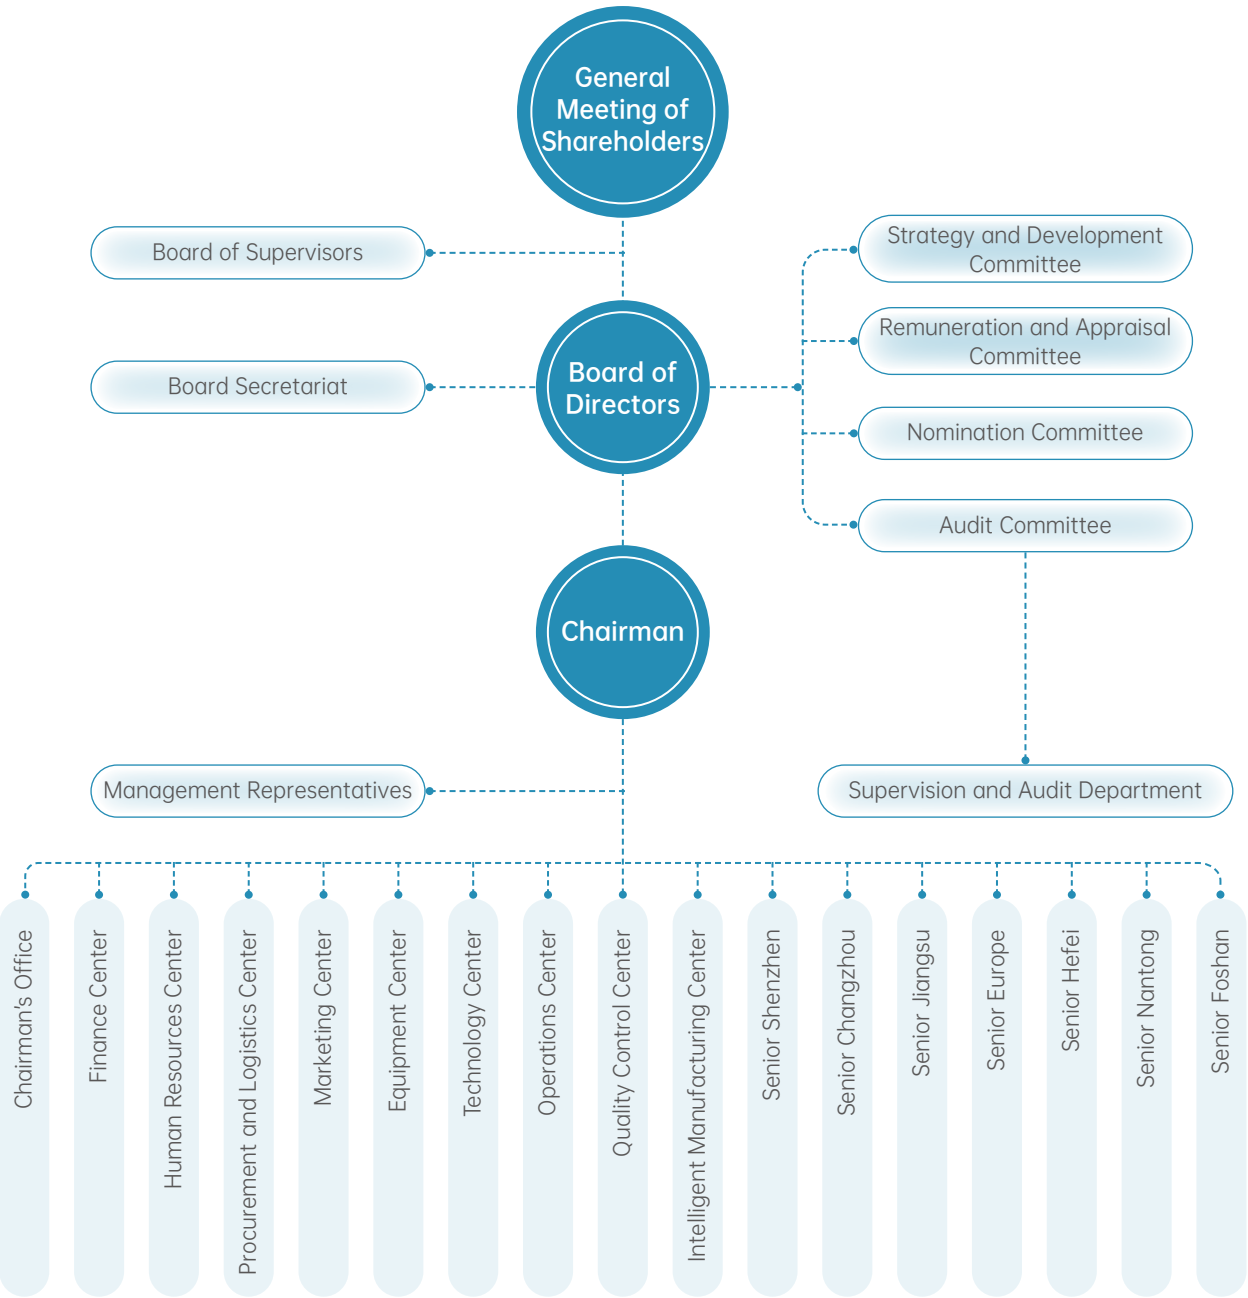 General
Meeting of
Shareholders
Board of Supervisors
Strategy and Development
Committee
Remuneration and Appraisal
Committee
Board Secretariat
Board of
Directors
Nomination Committee
Audit Committee
Chairman
Management Representatives
Supervision and Audit Department
Chairman's Office
Finance Center
Human Resources Center
Procurement and Logistics Center
Marketing Center
Equipment Center
Technology Center
Operations Center
Quality Control Center
Intelligent Manufacturing Center
Senior Shenzhen
Senior Changzhou
Senior Jiangsu
Senior Europe
Senior Hefei
Senior Nantong
Senior Foshan